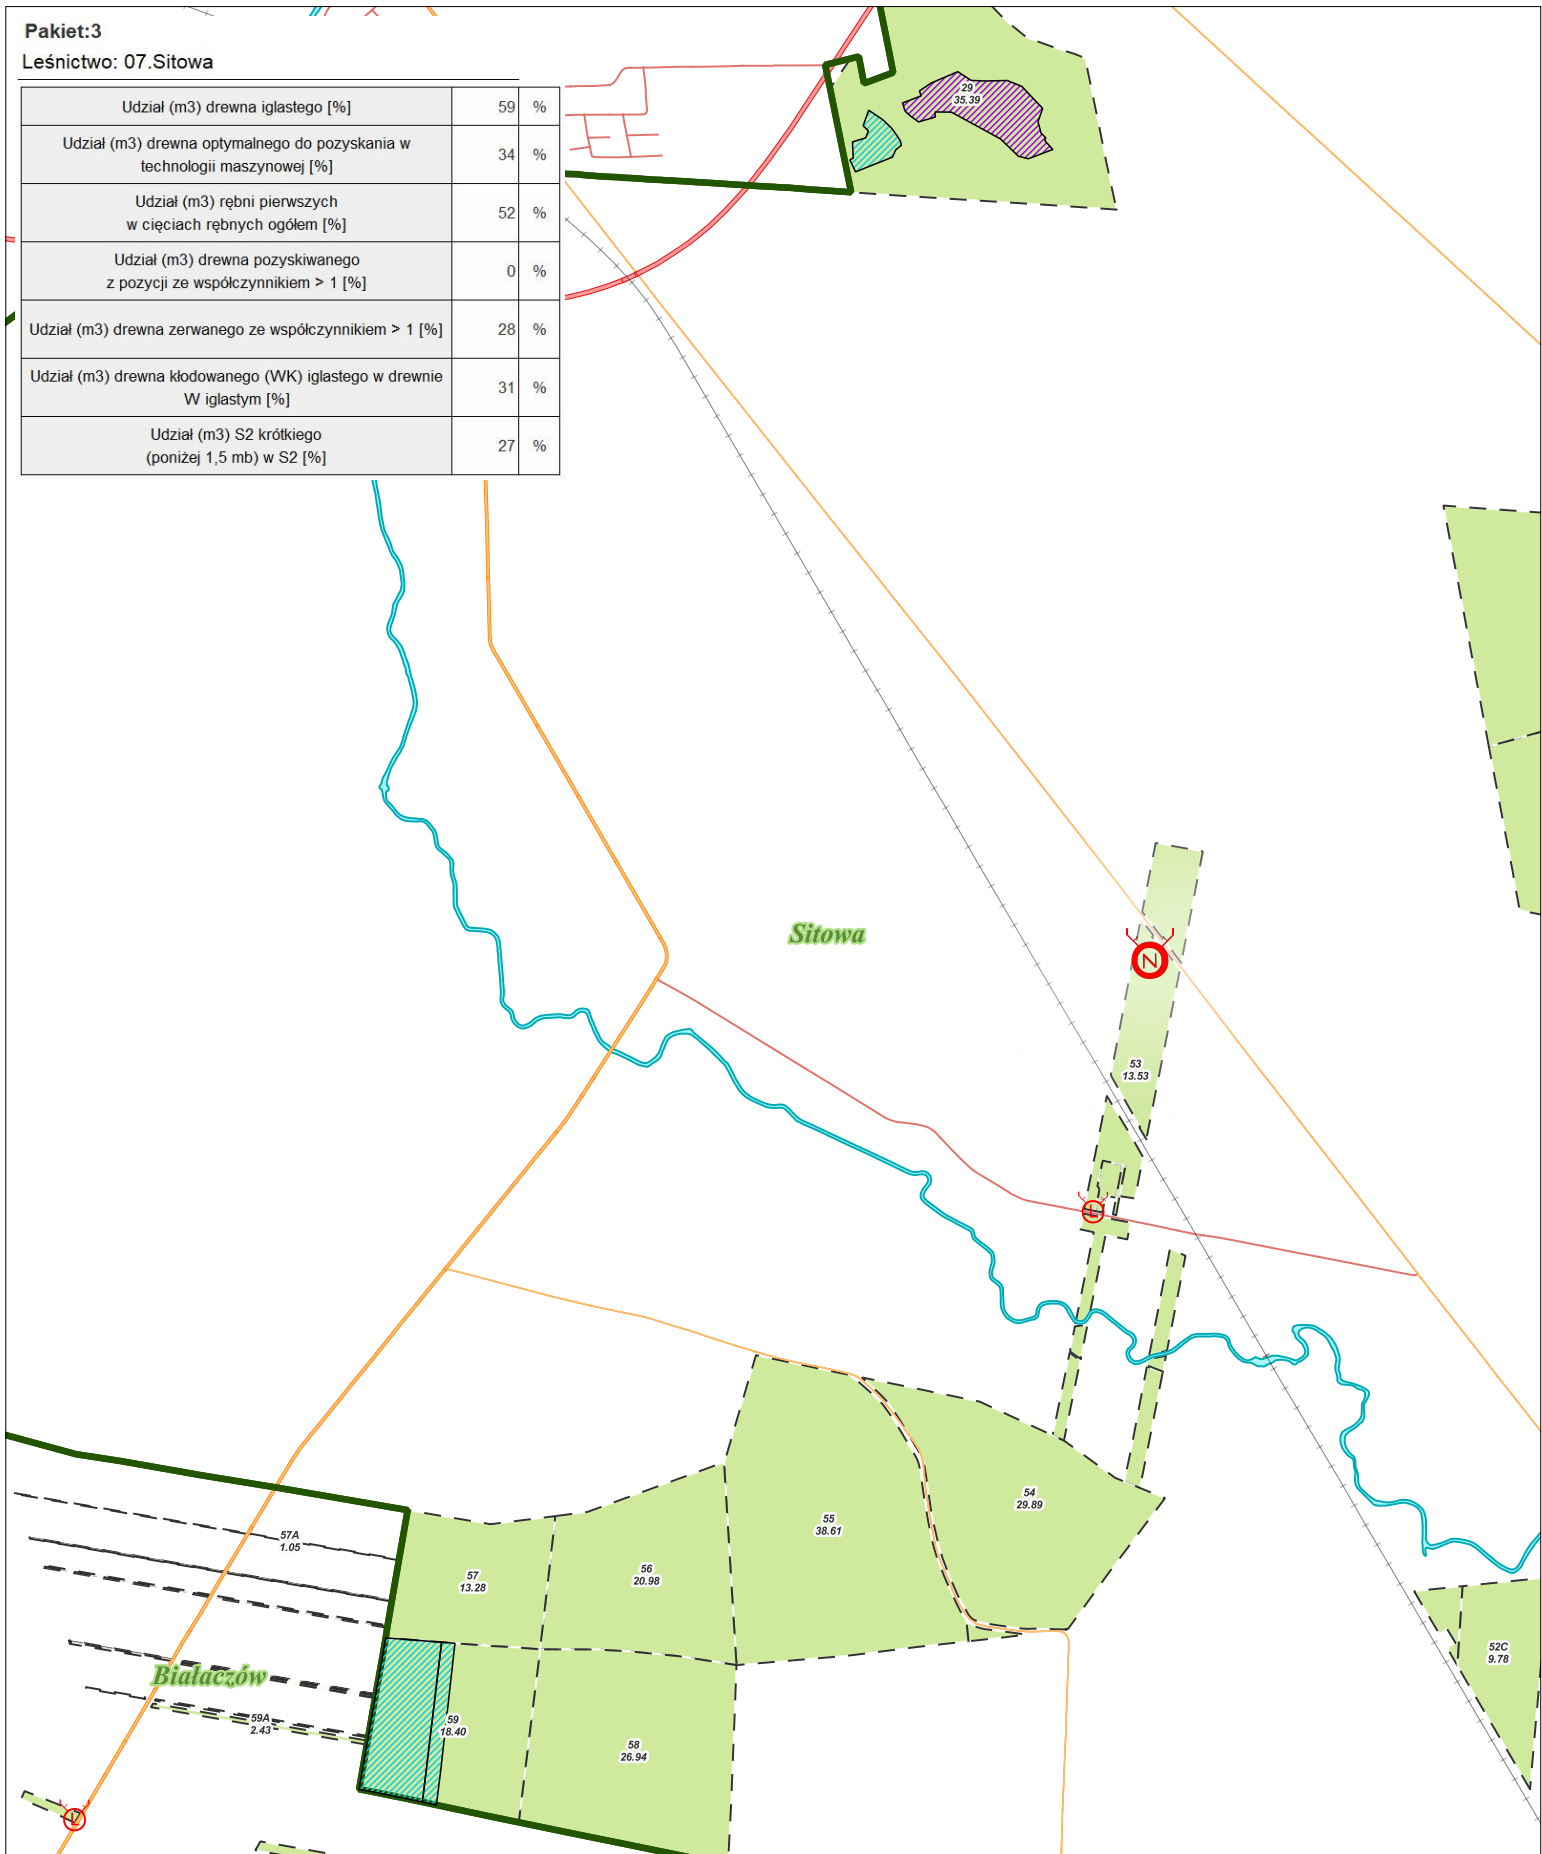 Pakiet:3
Leśnictwo: 07.Sitowa
Udział (m3) drewna iglastego [%] 59 %
Udział (m3) drewna optymalnego do pozyskania w
technologii maszynowej [%] 34 %
Udział (m3) rębni pierwszych
w cięciach rębnych ogółem [%] 52 %
Udział (m3) drewna pozyskiwanego
z pozycji ze współczynnikiem > 1 [%] 0 %
Udział (m3) drewna zerwanego ze współczynnikiem > 1 [%] 28 %
Udział (m3) drewna kłodowanego (WK) iglastego w drewnie
W iglastym [%] 31 %
Udział (m3) S2 krótkiego
(poniżej 1,5 mb) w S2 [%] 27 %
29
35.39
Sitowa
N
53
13.53
54
29.89
55
38.61
56
20.98
57
13.28
57A
1.05
52C
9.78
Białaczów
59A
2.43
59
18.40
58
26.94